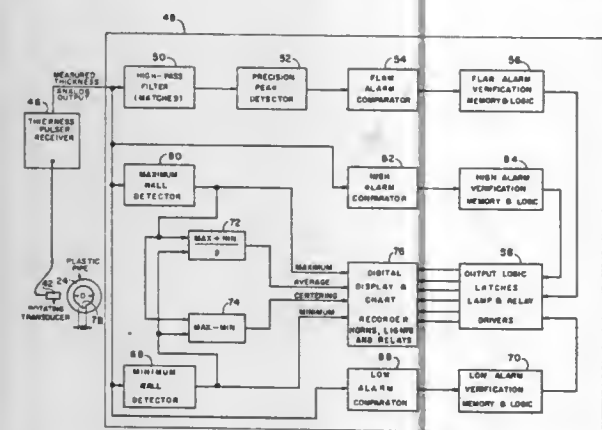 48
50
52
54
56
MEASURED
THICKNESS
ANALOG
OUTPUT
HIGH-PASS
FILTER
(MATCHES)
PRECISION
PEAK
DETECTOR
FLAW
ALARM
COMPARATOR
FLAW ALARM
VERIFICATION
MEMORY & LOGIC
46
THICKNESS
PULSER
RECEIVER
60
MAXIMUM
WALL
DETECTOR
62
HIGH
ALARM
COMPARATOR
64
HIGH ALARM
VERIFICATION
MEMORY & LOGIC
72
MAX + MIN
2
76
58
MAXIMUM
AVERAGE
CENTERING
MINIMUM
DIGITAL
DISPLAY &
CHART
RECORDER
HORNS, LIGHTS
AND RELAYS
OUTPUT LOGIC
LATCHES
LAMP & RELAY
DRIVERS
PLASTIC
PIPE
24
42
78
ROTATING
TRANSDUCER
74
MAX-MIN
MINIMUM
WALL
DETECTOR
LOW
ALARM
COMPARATOR
70
LOW ALARM
VERIFICATION
MEMORY & LOGIC